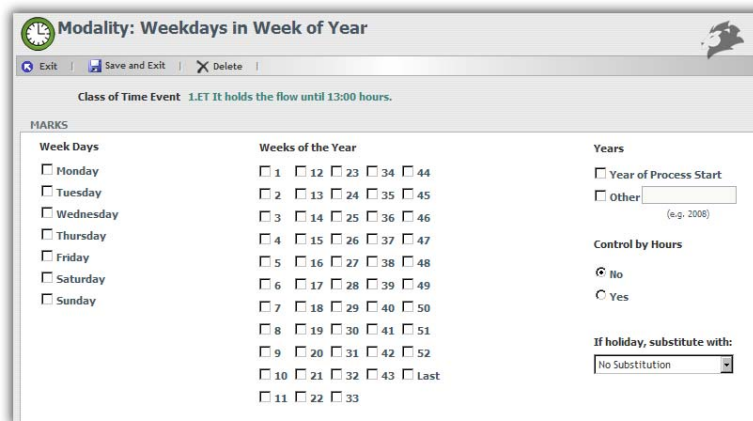 Modality: Weekdays in Week of Year
Exit | Save and Exit | Delete |
Class of Time Event 1.ET It holds the flow until 13:00 hours.
MARKS
Week Days
Monday
Tuesday
Wednesday
Thursday
Friday
Saturday
Sunday
Weeks of the Year
1 12 23 34 44
2 13 24 35 45
3 14 25 36 46
4 15 26 37 47
5 16 27 38 48
6 17 28 39 49
7 18 29 40 50
8 19 30 41 51
9 20 31 42 52
10 21 32 43 Last
11 22 33
Years
Year of Process Start
Other
(e.g. 2008)
Control by Hours
No
Yes
If holiday, substitute with:
No Substitution